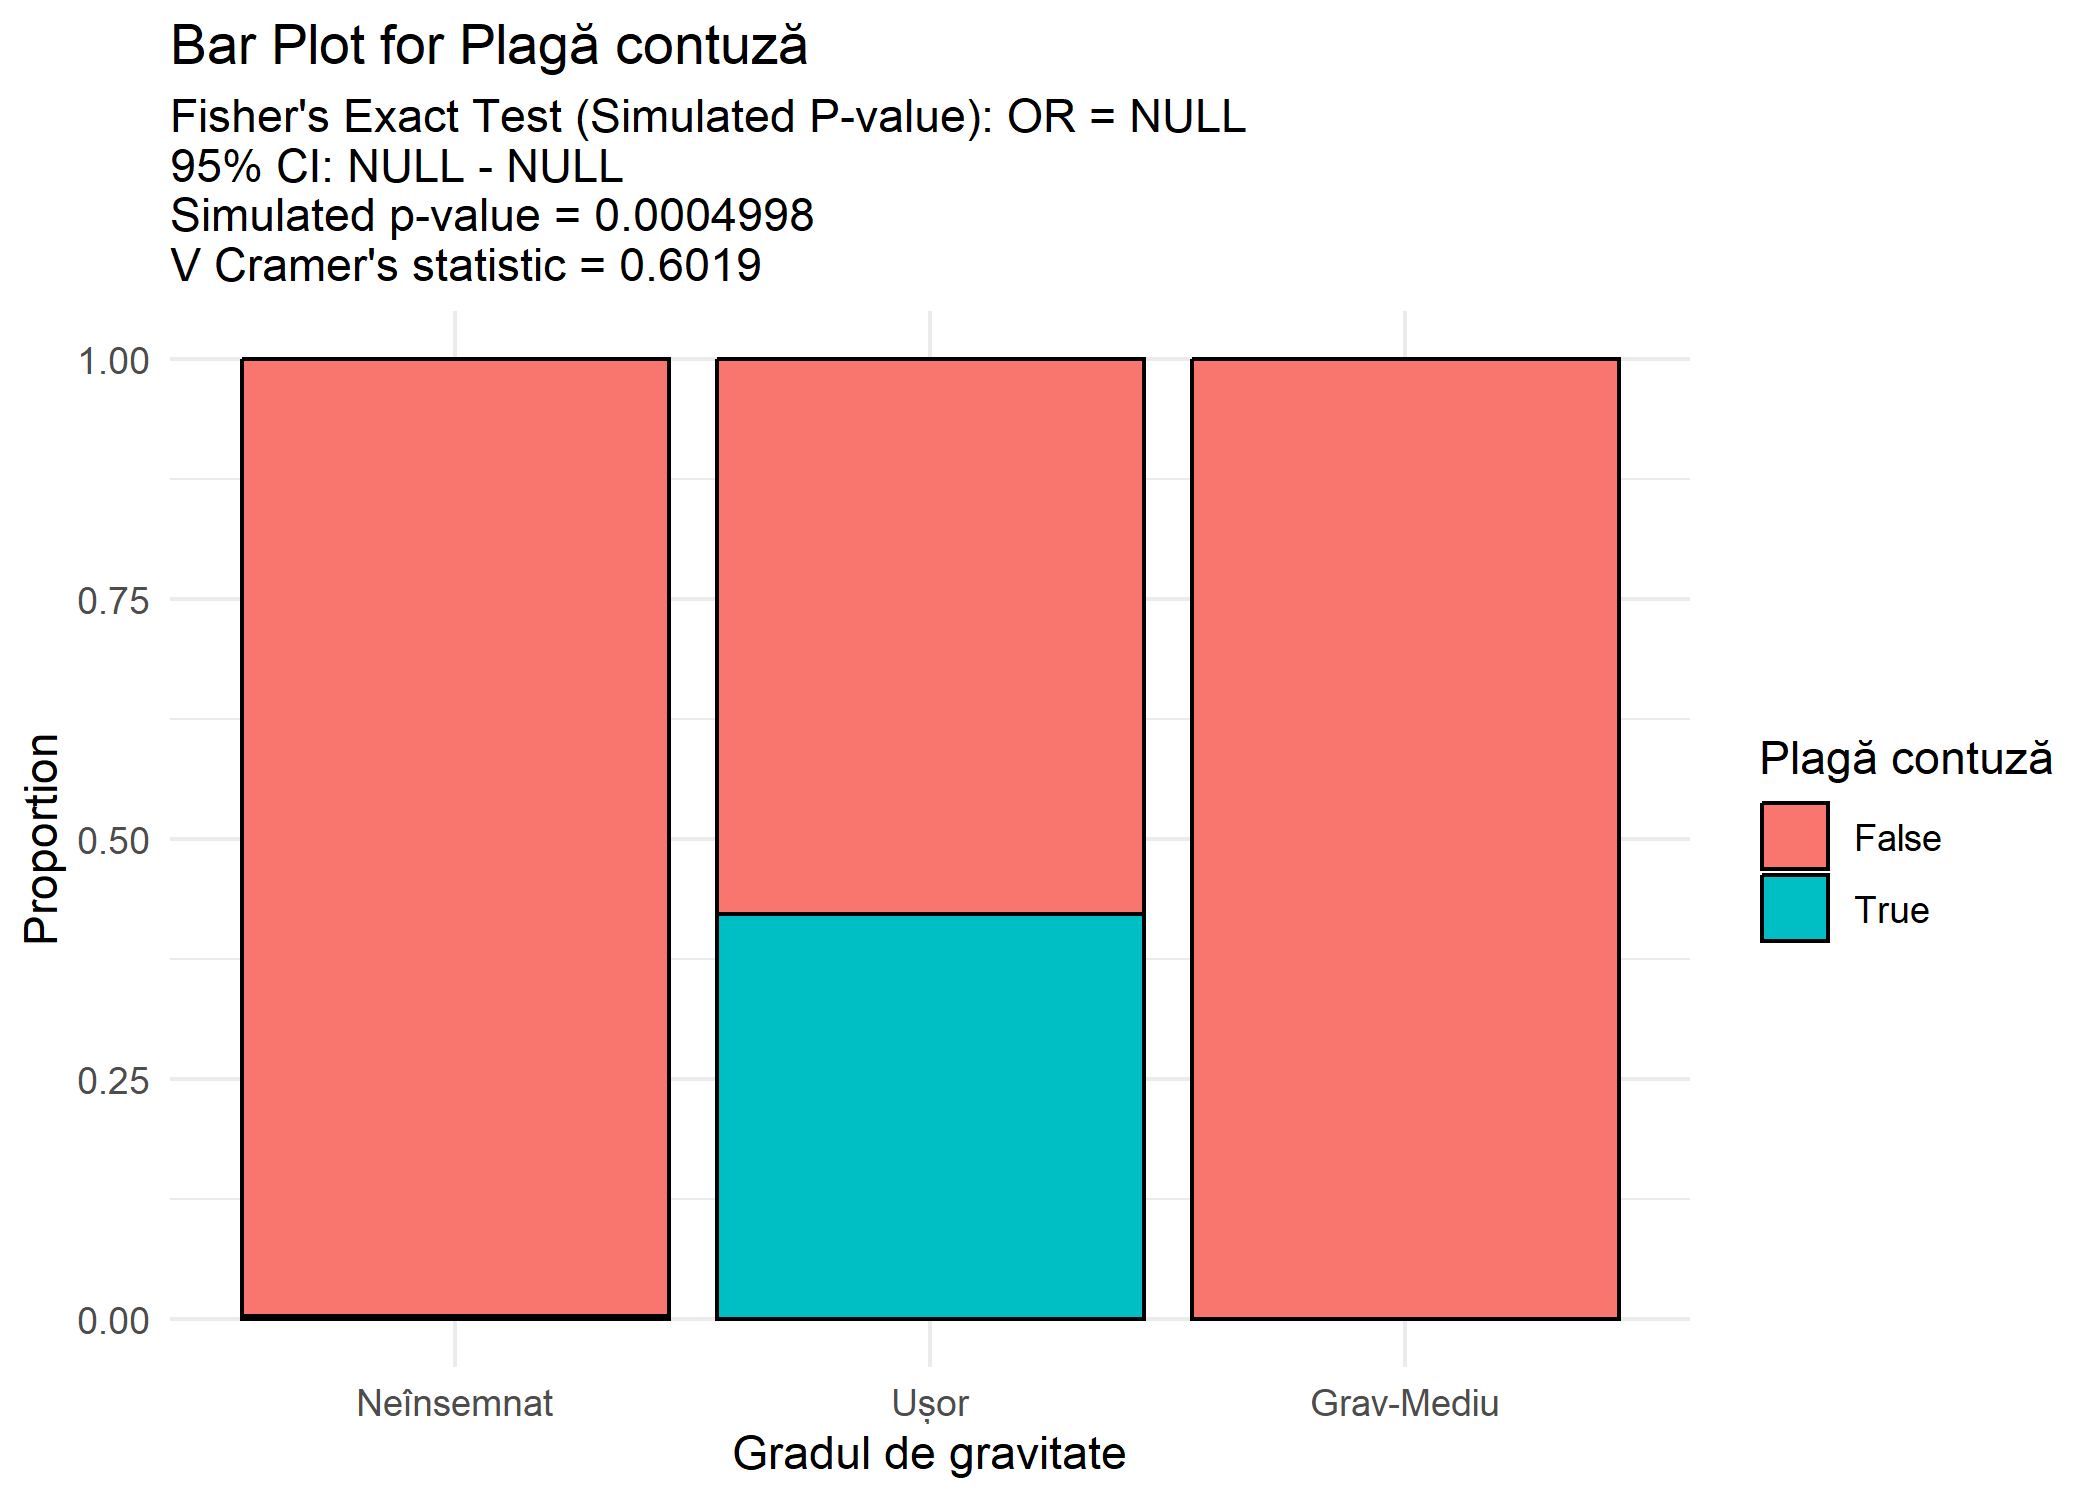 Bar Plot for Plagă contuză
Fisher's Exact Test (Simulated P-value): OR = NULL
95% CI: NULL - NULL
Simulated p-value = 0.0004998
V Cramer's statistic = 0.6019
1.00
0.75
0.50
0.25
0.00
Proportion
Neînsemnat
Ușor
Grav-Mediu
Gradul de gravitate
Plagă contuză
False
True